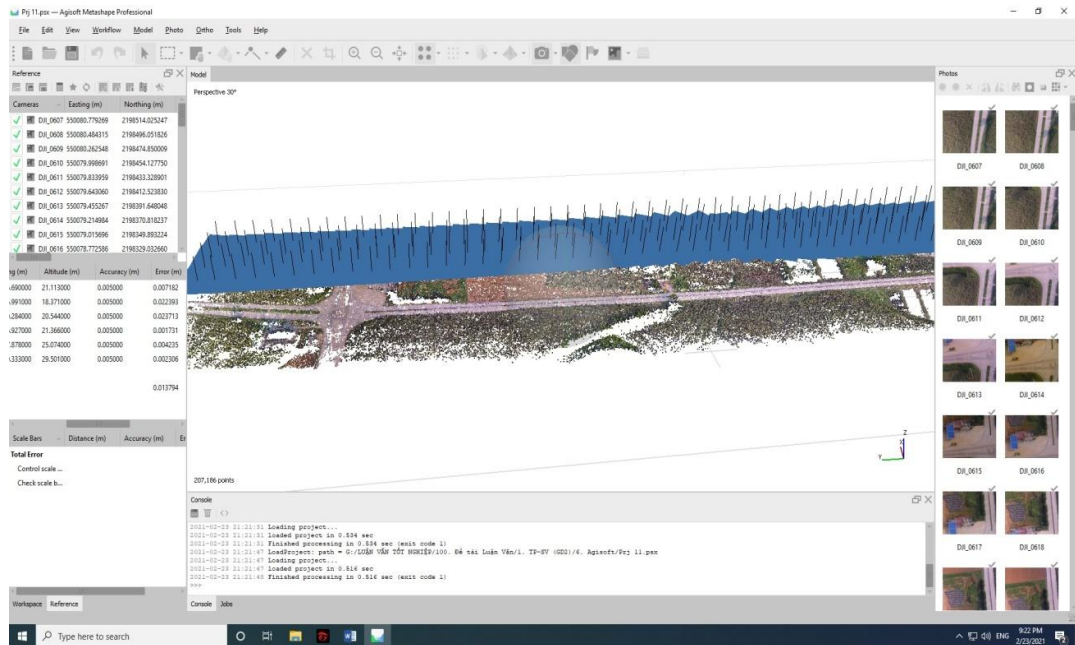 Prj 11.psx — Agisoft Metashape Professional
File Edit View Workflow Model Photo Ortho Tools Help
Reference
Cameras Easting (m) Northing (m)
DJI_0607 550080.779269 2198514.025247
DJI_0608 550080.484315 2198496.051826
DJI_0609 550080.262548 2198474.850009
DJI_0610 550079.998691 2198454.127750
DJI_0611 550079.833959 2198433.328901
DJI_0612 550079.643060 2198412.523830
DJI_0613 550079.455267 2198391.648048
DJI_0614 550079.214984 2198370.818237
DJI_0615 550079.015696 2198349.893224
DJI_0616 550078.772586 2198329.032660
ng (m) Altitude (m) Accuracy (m) Error (m)
.690000 21.113000 0.005000 0.007182
.991000 18.371000 0.005000 0.022393
.284000 20.544000 0.005000 0.023713
.927000 21.366000 0.005000 0.001731
.878000 25.074000 0.005000 0.004235
.333000 29.501000 0.005000 0.002306
0.013794
Scale Bars Distance (m) Accuracy (m) Er
Total Error
Control scale ...
Check scale b...
Workspace Reference
Model
Perspective 30°
Z
X
Y
207,186 points
Console
2021-02-23 21:21:31 Loading project...
2021-02-23 21:21:31 loaded project in 0.534 sec
2021-02-23 21:21:31 Finished processing in 0.534 sec (exit code 1)
2021-02-23 21:21:47 LoadProject: path = G:/LUẬN VĂN TỐT NGHIỆP/100. Đề tài Luận Văn/1. TP-SV (GD2)/6. Agisoft/Prj 11.psx
2021-02-23 21:21:47 Loading project...
2021-02-23 21:21:48 loaded project in 0.516 sec
2021-02-23 21:21:48 Finished processing in 0.516 sec (exit code 1)
>>>
Console Jobs
Photos
DJI_0607 DJI_0608
DJI_0609 DJI_0610
DJI_0611 DJI_0612
DJI_0613 DJI_0614
DJI_0615 DJI_0616
DJI_0617 DJI_0618
Type here to search
ENG
9:22 PM
2/23/2021
2